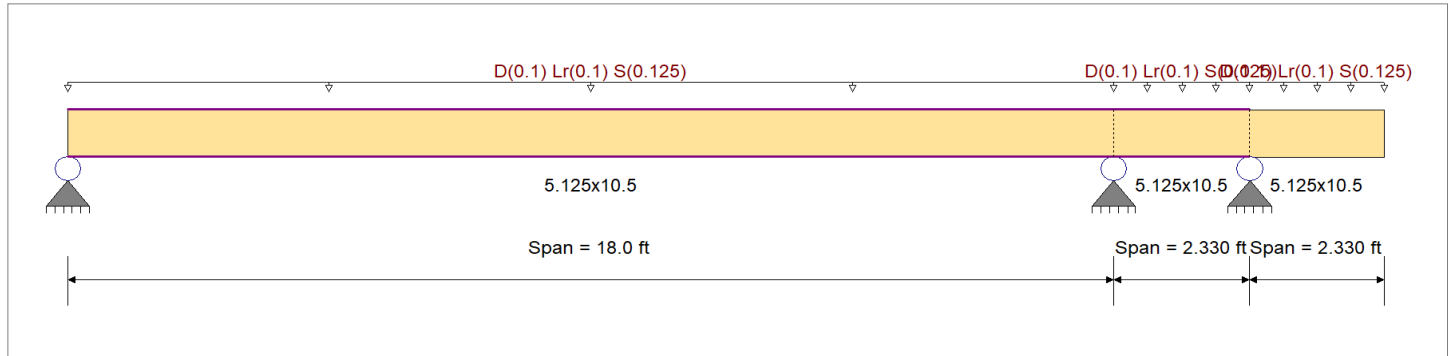 D(0.1) Lr(0.1) S(0.125)
D(0.1) Lr(0.1) S(0.125)
D(0.1) Lr(0.1) S(0.125)
5.125x10.5
5.125x10.5
5.125x10.5
Span = 18.0 ft
Span = 2.330 ft
Span = 2.330 ft